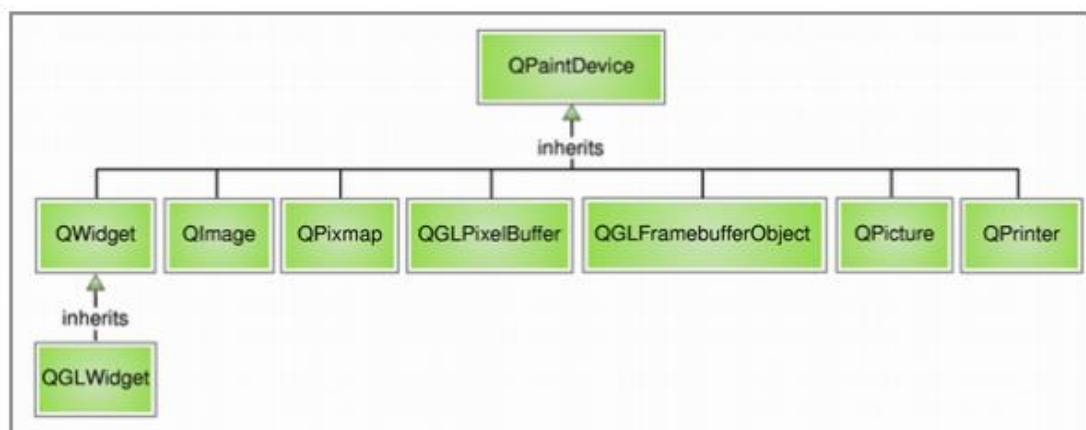 QPaintDevice
inherits
QWidget
QImage
QPixmap
QGLPixelBuffer
QGLFramebufferObject
QPicture
QPrinter
inherits
QGLWidget